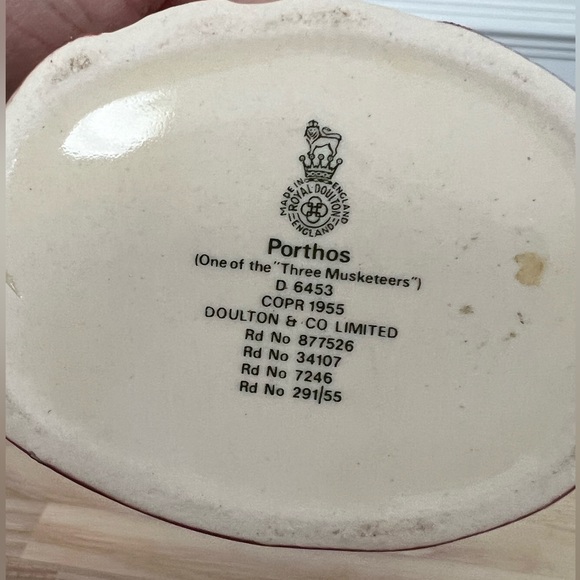 MADE IN ENGLAND
ROYAL DOULTON
ENGLAND
Porthos
(One of the "Three Musketeers")
D 6453
COPR 1955
DOULTON & CO LIMITED
Rd No 877526
Rd No 34107
Rd No 7246
Rd No 291/55